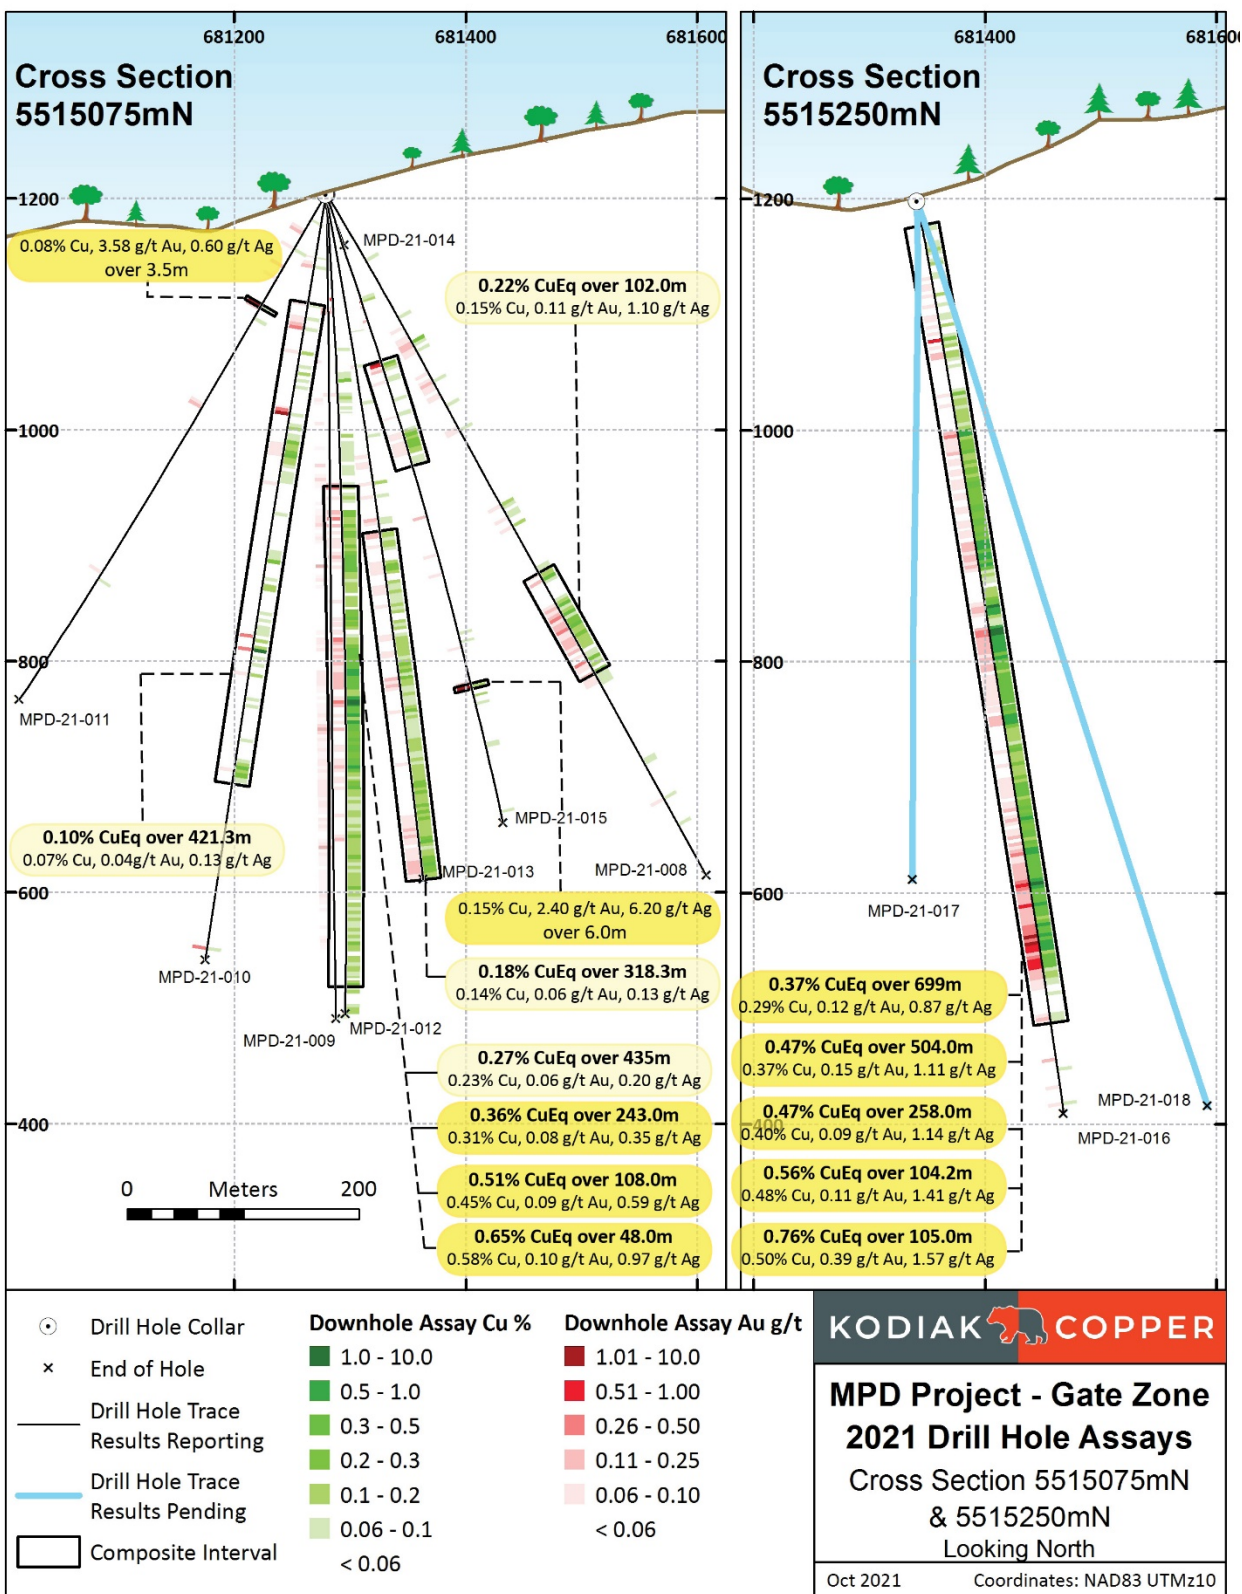 681200
681400
681600
Cross Section
5515075mN
1200
1000
800
600
400
MPD-21-014
0.08% Cu, 3.58 g/t Au, 0.60 g/t Ag
over 3.5m
0.22% CuEq over 102.0m
0.15% Cu, 0.11 g/t Au, 1.10 g/t Ag
MPD-21-011
MPD-21-015
0.10% CuEq over 421.3m
0.07% Cu, 0.04g/t Au, 0.13 g/t Ag
MPD-21-013
MPD-21-008
0.15% Cu, 2.40 g/t Au, 6.20 g/t Ag
over 6.0m
MPD-21-010
0.18% CuEq over 318.3m
0.14% Cu, 0.06 g/t Au, 0.13 g/t Ag
MPD-21-009
MPD-21-012
0.27% CuEq over 435m
0.23% Cu, 0.06 g/t Au, 0.20 g/t Ag
0.36% CuEq over 243.0m
0.31% Cu, 0.08 g/t Au, 0.35 g/t Ag
0.51% CuEq over 108.0m
0.45% Cu, 0.09 g/t Au, 0.59 g/t Ag
0.65% CuEq over 48.0m
0.58% Cu, 0.10 g/t Au, 0.97 g/t Ag
0 Meters 200
681400
681600
Cross Section
5515250mN
1200
1000
800
600
400
MPD-21-017
0.37% CuEq over 699m
0.29% Cu, 0.12 g/t Au, 0.87 g/t Ag
0.47% CuEq over 504.0m
0.37% Cu, 0.15 g/t Au, 1.11 g/t Ag
0.47% CuEq over 258.0m
0.40% Cu, 0.09 g/t Au, 1.14 g/t Ag
0.56% CuEq over 104.2m
0.48% Cu, 0.11 g/t Au, 1.41 g/t Ag
0.76% CuEq over 105.0m
0.50% Cu, 0.39 g/t Au, 1.57 g/t Ag
MPD-21-018
MPD-21-016
Drill Hole Collar
End of Hole
Drill Hole Trace
Results Reporting
Drill Hole Trace
Results Pending
Composite Interval
Downhole Assay Cu %
1.0 - 10.0
0.5 - 1.0
0.3 - 0.5
0.2 - 0.3
0.1 - 0.2
0.06 - 0.1
< 0.06
Downhole Assay Au g/t
1.01 - 10.0
0.51 - 1.00
0.26 - 0.50
0.11 - 0.25
0.06 - 0.10
< 0.06
KODIAK COPPER
MPD Project - Gate Zone
2021 Drill Hole Assays
Cross Section 5515075mN
& 5515250mN
Looking North
Oct 2021 Coordinates: NAD83 UTMz10